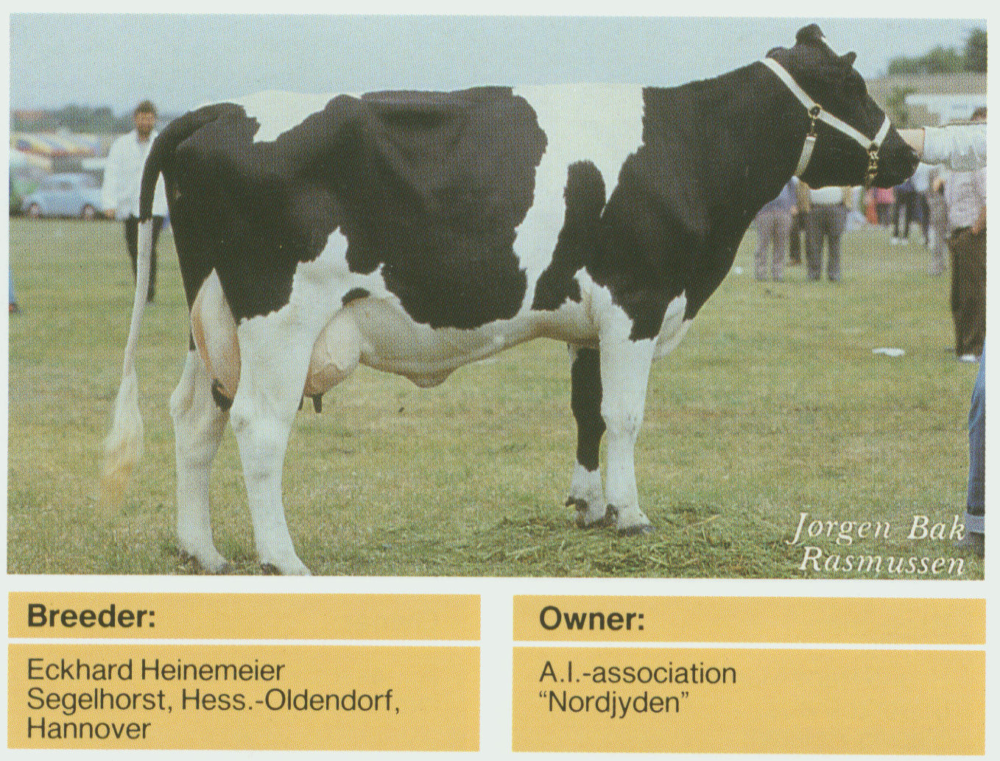 Jørgen Bak
Rasmussen
Breeder:
Eckhard Heinemeier
Segelhorst, Hess.-Oldendorf,
Hannover
Owner:
A.I.-association
“Nordjyden”